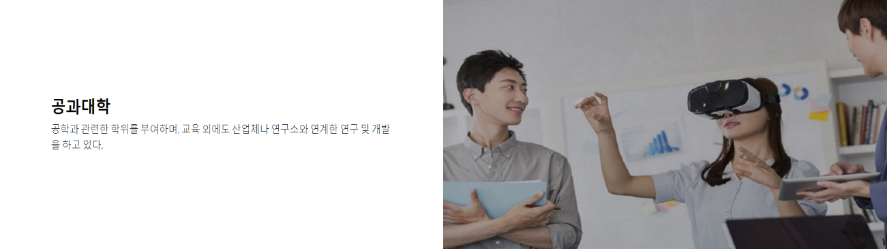 공과대학
공학과 관련한 학위를 부여하며, 교육 외에도 산업체나 연구소와 연계한 연구 및 개발
을 하고 있다.